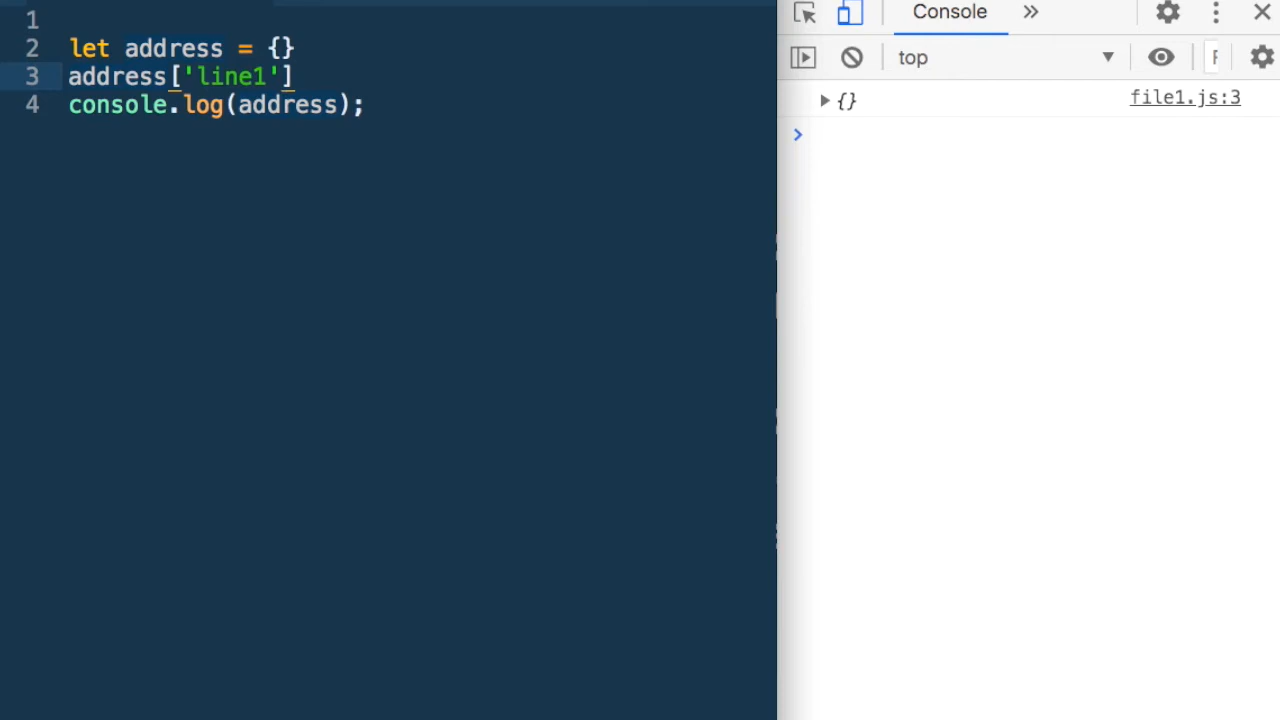 1
2 let address = {}
3 address['line1']
4 console.log(address);
Console »
top ▼
▶ {} file1.js:3
>